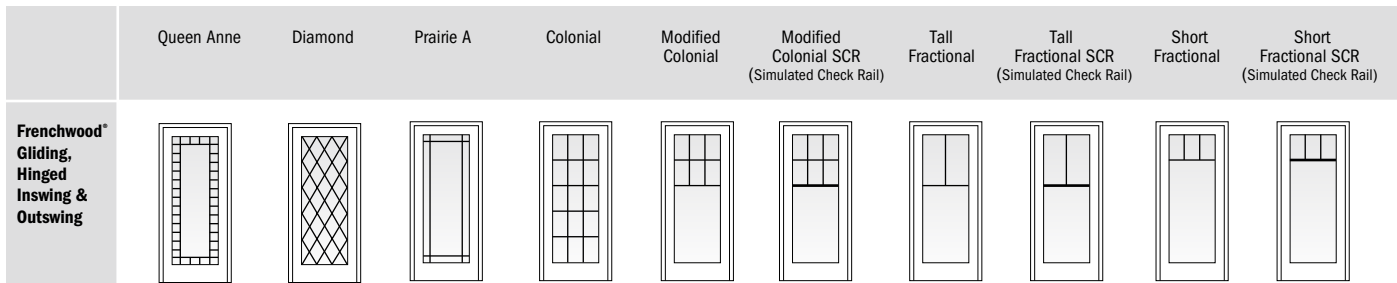 Queen Anne
Diamond
Prairie A
Colonial
Modified
Colonial
Modified
Colonial SCR
(Simulated Check Rail)
Tall
Fractional
Tall
Fractional SCR
(Simulated Check Rail)
Short
Fractional
Short
Fractional SCR
(Simulated Check Rail)
Frenchwood®
Gliding,
Hinged
Inswing &
Outswing